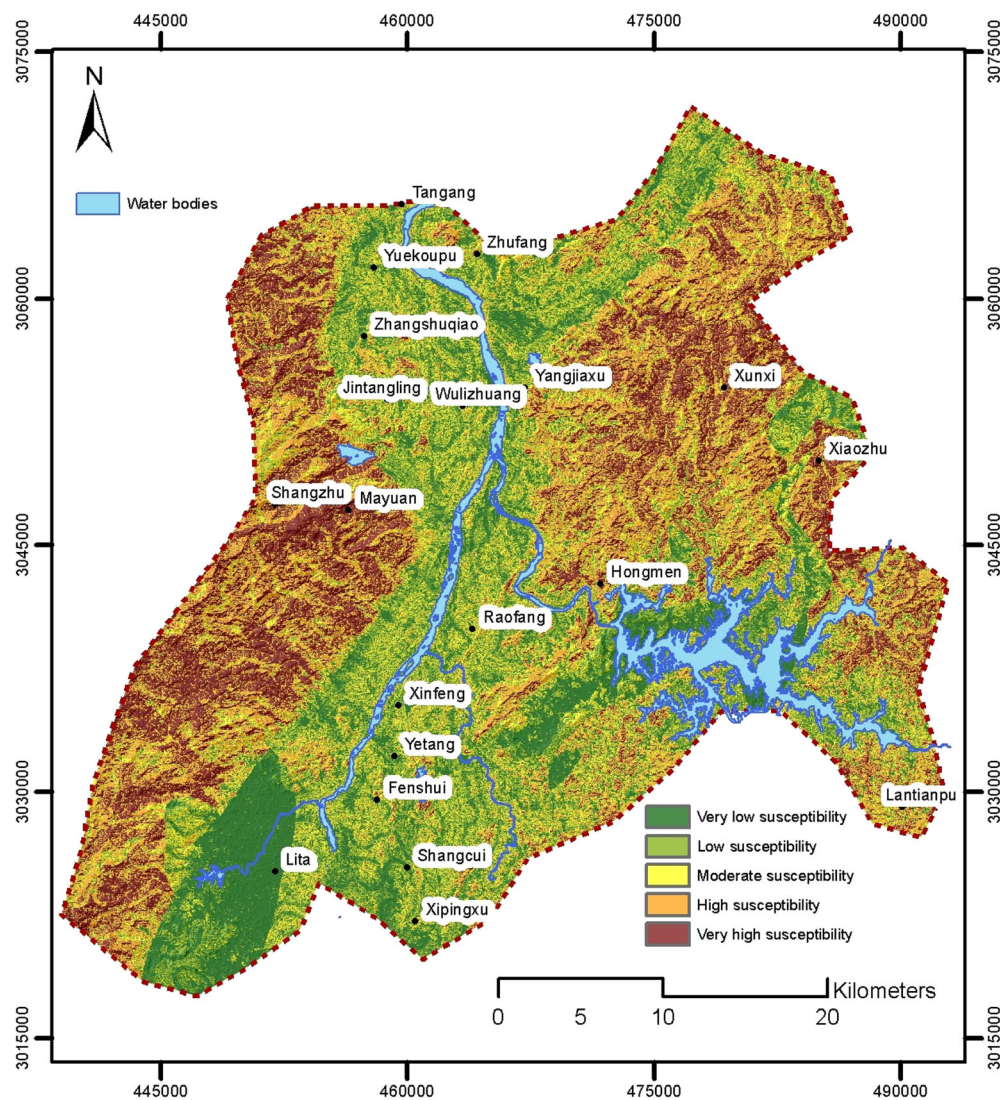 445000
460000
475000
490000
3075000
3075000
N
Water bodies
Tangang
Zhufang
Yuekoupu
3060000
3060000
Zhangshuqiao
Jintangling
Wulizhuang
Yangjiaxu
Xunxi
Xiaozhu
Shangzhu
Mayuan
3045000
3045000
Hongmen
Raofang
Xinfeng
Yetang
Fenshui
3030000
3030000
Lantianpu
Very low susceptibility
Low susceptibility
Moderate susceptibility
High susceptibility
Very high susceptibility
Lita
Shangcui
Xipingxu
Kilometers
0 5 10 20
3015000
3015000
445000
460000
475000
490000